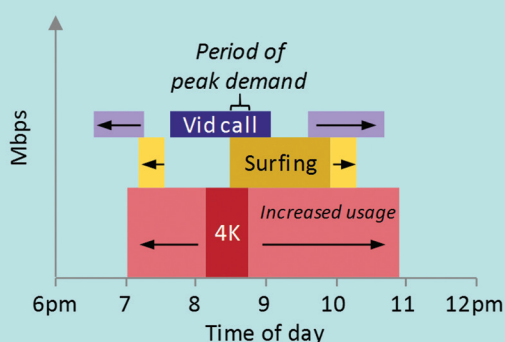 Period of
peak demand
Mbps
Vid call
Surfing
Increased usage
4K
6pm 7 8 9 10 11 12pm
Time of day